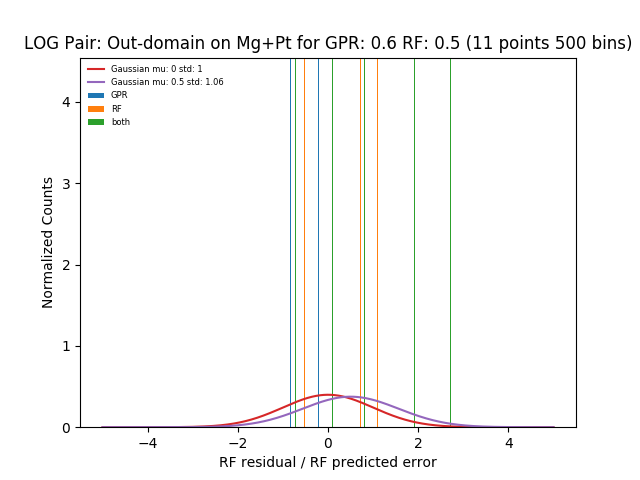 LOG Pair: Out-domain on Mg+Pt for GPR: 0.6 RF: 0.5 (11 points 500 bins)
Gaussian mu: 0 std: 1
Gaussian mu: 0.5 std: 1.06
GPR
RF
both
4
3
2
1
0
Normalized Counts
−4 −2 0 2 4
RF residual / RF predicted error